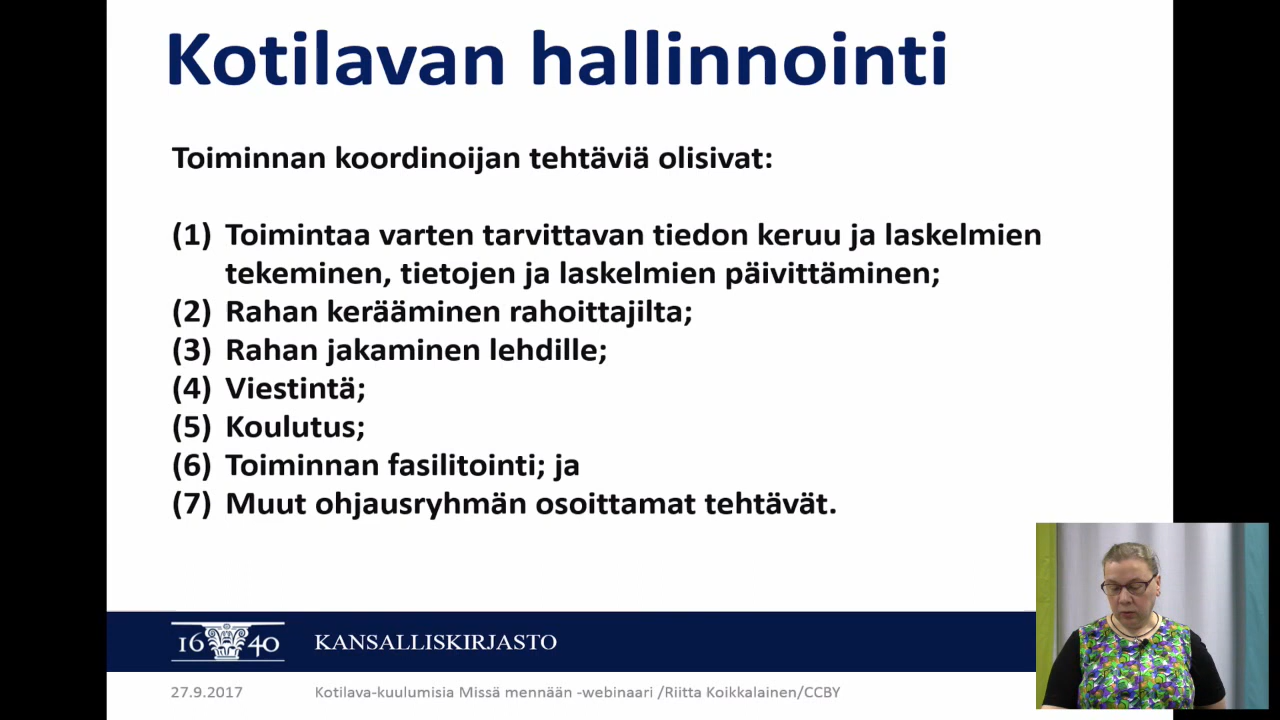 Kotilavan hallinnointi
Toiminnan koordinoijan tehtäviä olisivat:
(1) Toimintaa varten tarvittavan tiedon keruu ja laskelmien
tekeminen, tietojen ja laskelmien päivittäminen;
(2) Rahan kerääminen rahoittajilta;
(3) Rahan jakaminen lehdille;
(4) Viestintä;
(5) Koulutus;
(6) Toiminnan fasilitointi; ja
(7) Muut ohjausryhmän osoittamat tehtävät.
16 40 KANSALLISKIRJASTO
27.9.2017 Kotilava-kuulumisia Missä mennään -webinaari /Riitta Koikkalainen/CCBY